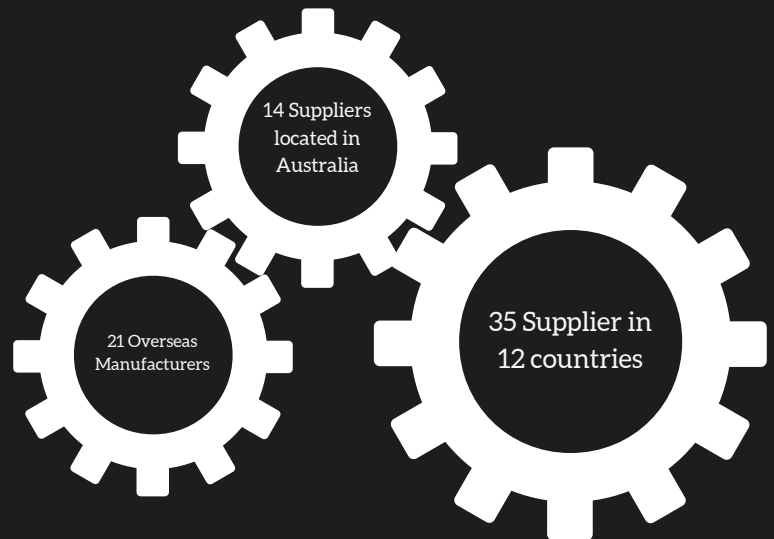 14 Suppliers
located in
Australia
21 Overseas
Manufacturers
35 Supplier in
12 countries